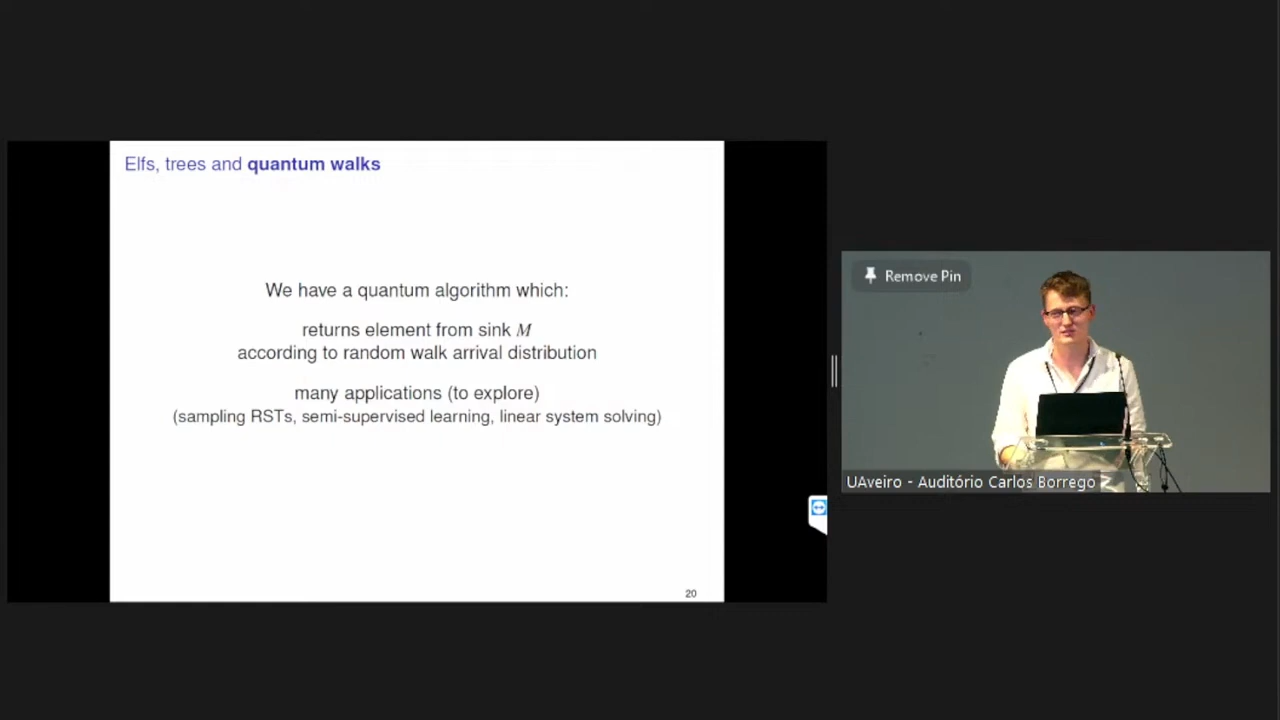 Elfs, trees and quantum walks
We have a quantum algorithm which:
returns element from sink M
according to random walk arrival distribution
many applications (to explore)
(sampling RSTs, semi-supervised learning, linear system solving)
20
Remove Pin
UAveiro - Auditório Carlos Borrego